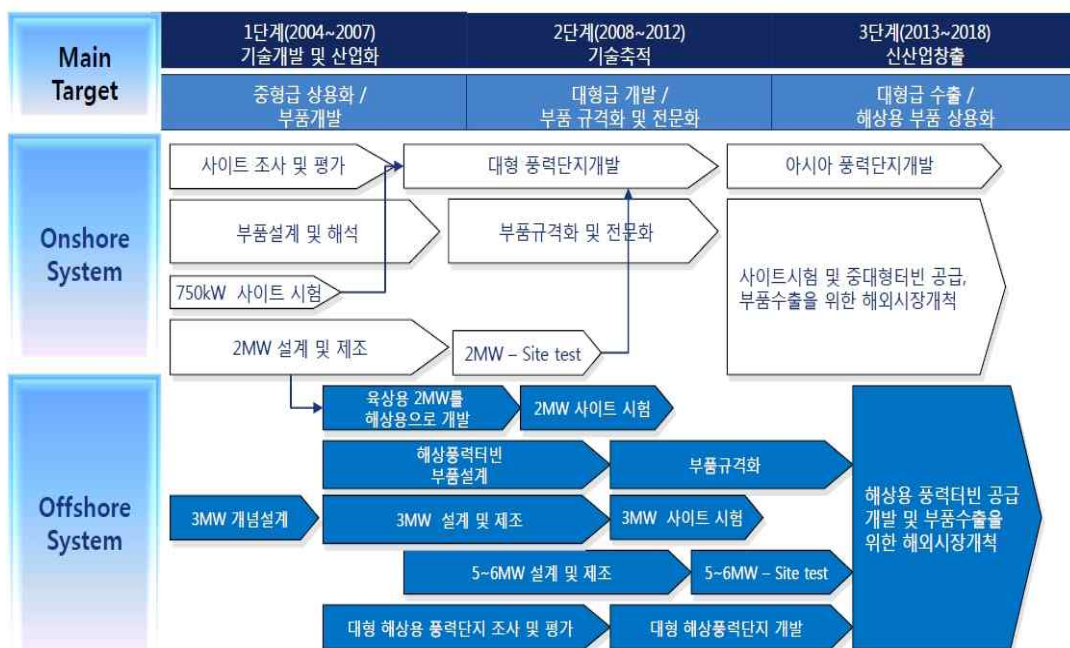 Main
Target
1단계(2004~2007)
기술개발 및 산업화
2단계(2008~2012)
기술축적
3단계(2013~2018)
신산업창출
중형급 상용화 /
부품개발
대형급 개발 /
부품 규격화 및 전문화
대형급 수출 /
해상용 부품 상용화
Onshore
System
사이트 조사 및 평가
대형 풍력단지개발
아시아 풍력단지개발
부품설계 및 해석
부품규격화 및 전문화
사이트시험 및 중대형터빈 공급,
부품수출을 위한 해외시장개척
750kW 사이트 시험
2MW 설계 및 제조
2MW – Site test
Offshore
System
육상용 2MW를
해상용으로 개발
2MW 사이트 시험
해상풍력터빈
부품설계
부품규격화
해상용 풍력터빈 공급
개발 및 부품수출을
위한 해외시장개척
3MW 개념설계
3MW 설계 및 제조
3MW 사이트 시험
5~6MW 설계 및 제조
5~6MW – Site test
대형 해상용 풍력단지 조사 및 평가
대형 해상풍력단지 개발